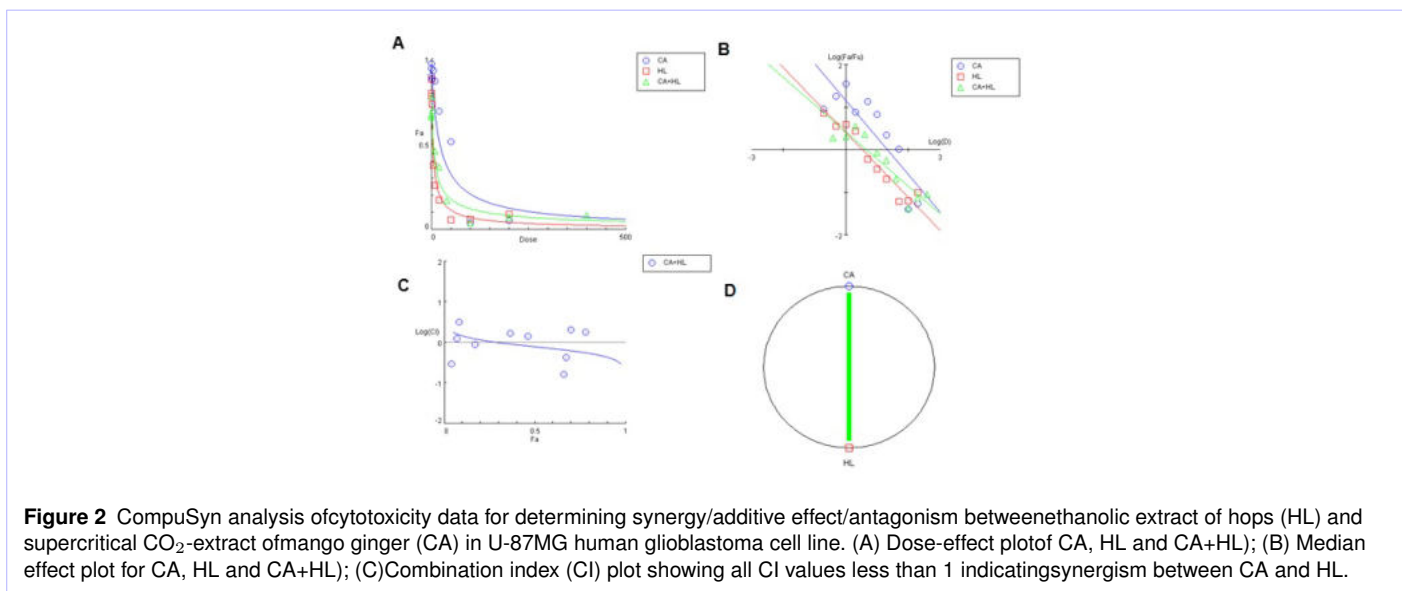 A
1.4
Fa
0.5
0
0
Dose
500
CA
HL
CA+HL
B
Log(Fa/Fu)
2
Log(D)
-3
3
-2
CA
HL
CA+HL
C
2
1
Log(CI)
0
-1
-2
0
0.5
1
Fa
CA+HL
D
CA
HL
Figure 2 CompuSyn analysis ofcytotoxicity data for determining synergy/additive effect/antagonism betweenethanolic extract of hops (HL) and
supercritical CO₂-extract ofmango ginger (CA) in U-87MG human glioblastoma cell line. (A) Dose-effect plotof CA, HL and CA+HL); (B) Median
effect plot for CA, HL and CA+HL); (C)Combination index (CI) plot showing all CI values less than 1 indicatingsynergism between CA and HL.